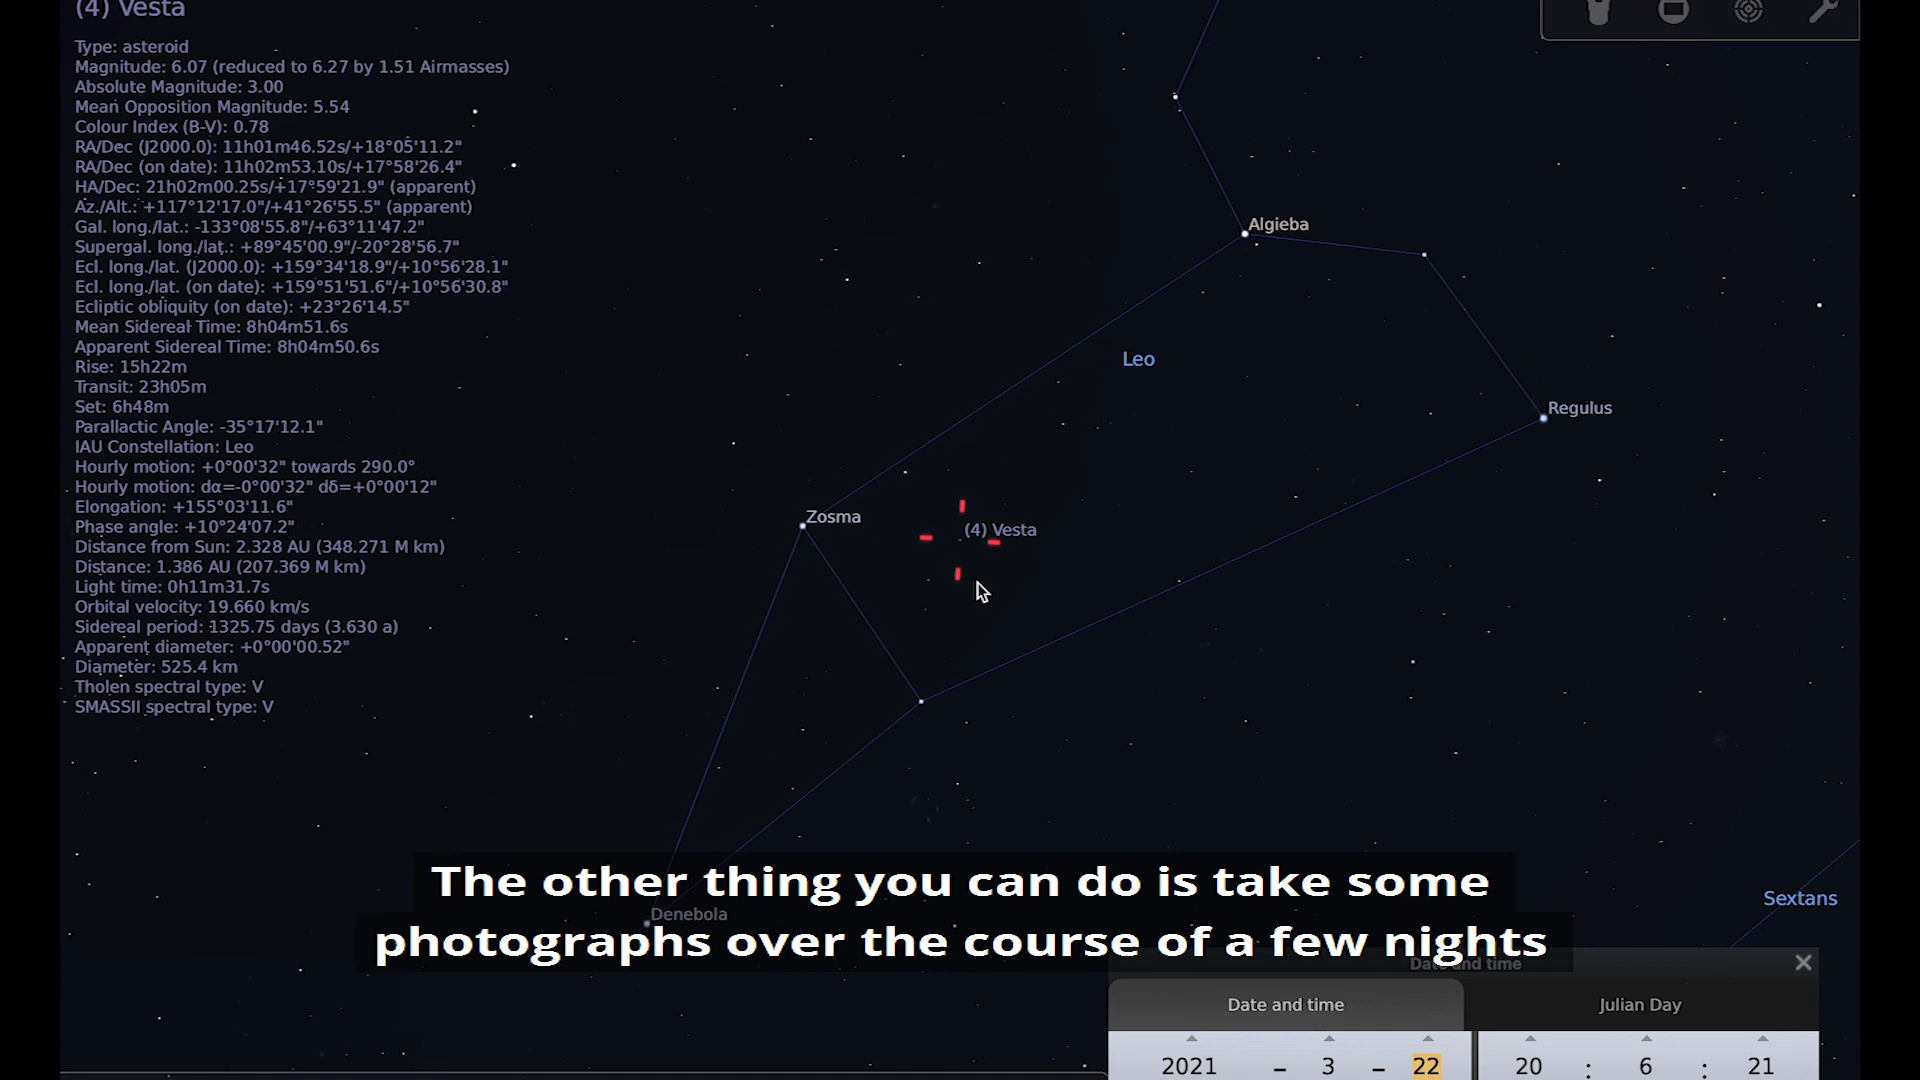 (4) Vesta
Type: asteroid
Magnitude: 6.07 (reduced to 6.27 by 1.51 Airmasses)
Absolute Magnitude: 3.00
Mean Opposition Magnitude: 5.54
Colour Index (B-V): 0.78
RA/Dec (J2000.0): 11h01m46.52s/+18°05'11.2"
RA/Dec (on date): 11h02m53.10s/+17°58'26.4"
HA/Dec: 21h02m00.25s/+17°59'21.9" (apparent)
Az./Alt.: +117°12'17.0"/+41°26'55.5" (apparent)
Gal. long./lat.: -133°08'55.8"/+63°11'47.2"
Supergal. long./lat.: +89°45'00.9"/-20°28'56.7"
Ecl. long./lat. (J2000.0): +159°34'18.9"/+10°56'28.1"
Ecl. long./lat. (on date): +159°51'51.6"/+10°56'30.8"
Ecliptic obliquity (on date): +23°26'14.5"
Mean Sidereal Time: 8h04m51.6s
Apparent Sidereal Time: 8h04m50.6s
Rise: 15h22m
Transit: 23h05m
Set: 6h48m
Parallactic Angle: -35°17'12.1"
IAU Constellation: Leo
Hourly motion: +0°00'32" towards 290.0°
Hourly motion: dα=-0°00'32" dδ=+0°00'12"
Elongation: +155°03'11.6"
Phase angle: +10°24'07.2"
Distance from Sun: 2.328 AU (348.271 M km)
Distance: 1.386 AU (207.369 M km)
Light time: 0h11m31.7s
Orbital velocity: 19.660 km/s
Sidereal period: 1325.75 days (3.630 a)
Apparent diameter: +0°00'00.52"
Diameter: 525.4 km
Tholen spectral type: V
SMASSII spectral type: V
Algieba
Leo
Regulus
Zosma
(4) Vesta
Sextans
Denebola
The other thing you can do is take some
photographs over the course of a few nights
Date and time
Date and time
Julian Day
2021 - 3 - 22 20 : 6 : 21